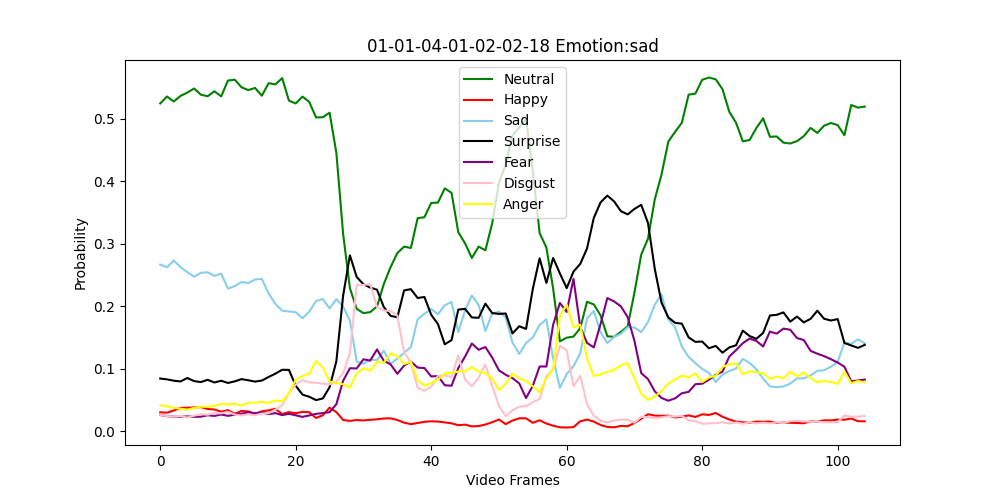 01-01-04-01-02-02-18 Emotion:sad
Neutral
Happy
Sad
Surprise
Fear
Disgust
Anger
Probability
0.5
0.4
0.3
0.2
0.1
0.0
0 20 40 60 80 100
Video Frames